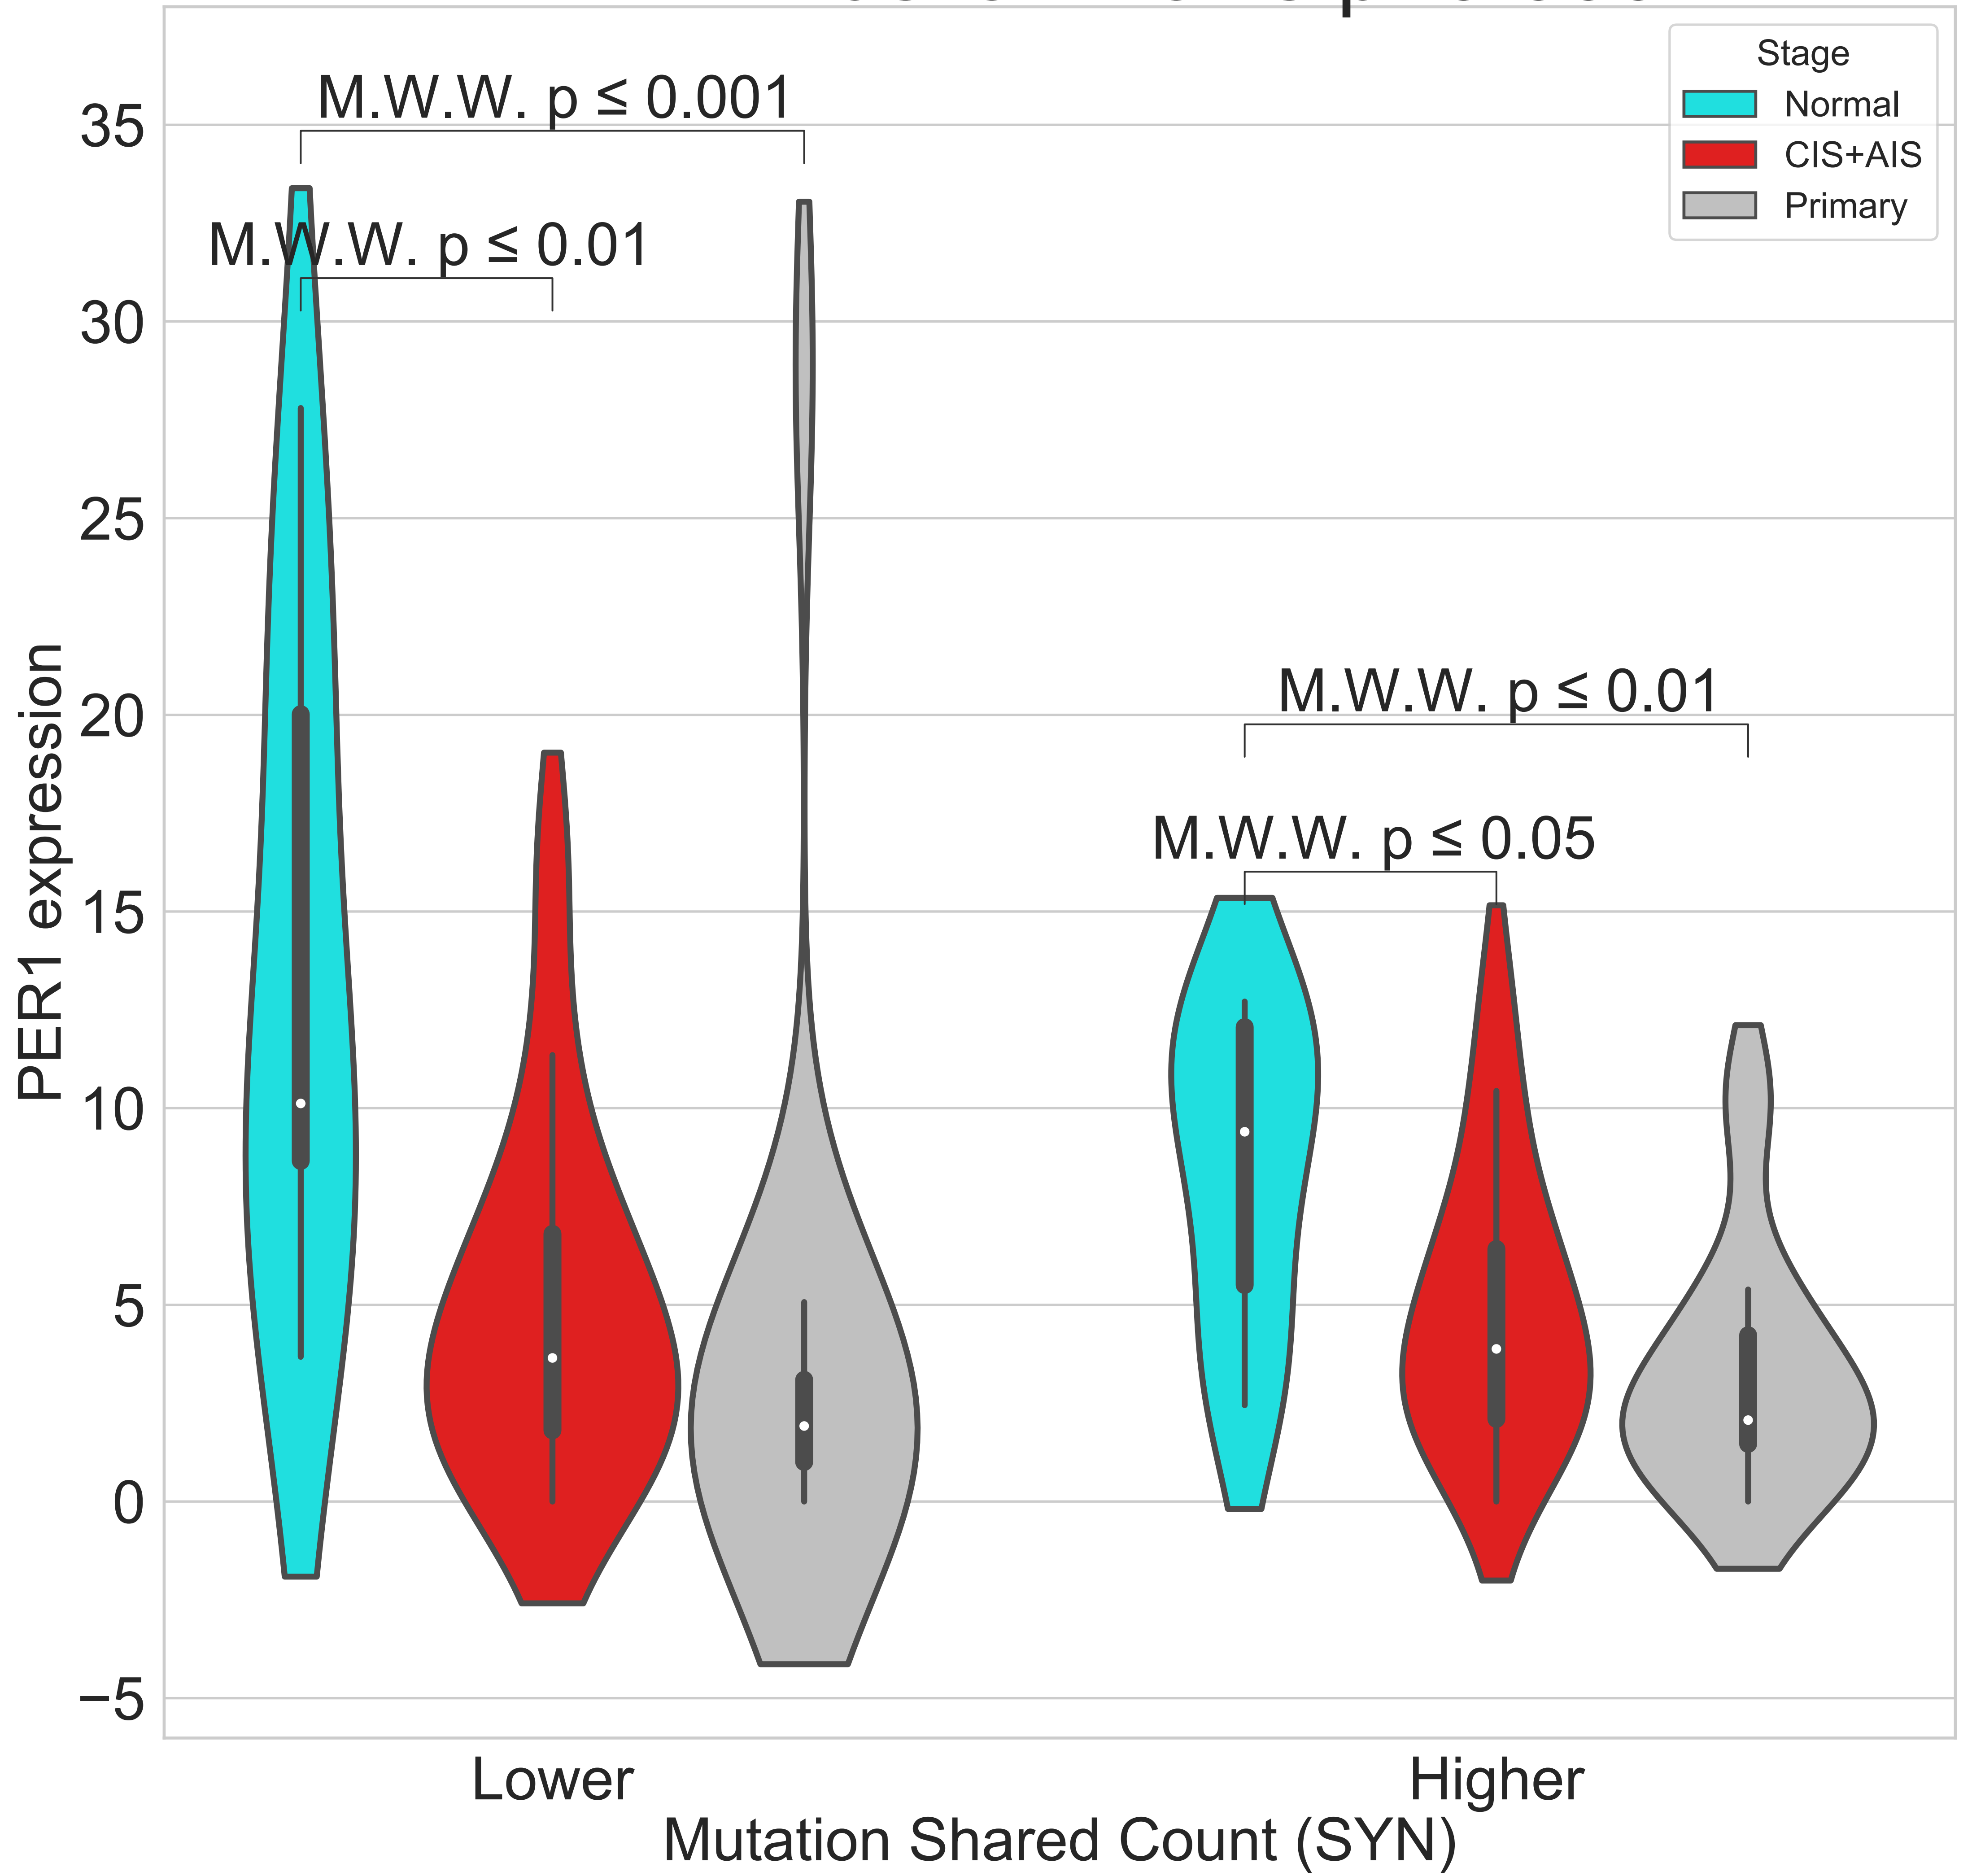 Stage
Normal
CIS+AIS
Primary
M.W.W. p ≤ 0.001
M.W.W. p ≤ 0.01
M.W.W. p ≤ 0.01
M.W.W. p ≤ 0.05
PER1 expression
35
30
25
20
15
10
5
0
−5
Lower
Higher
Mutation Shared Count (SYN)